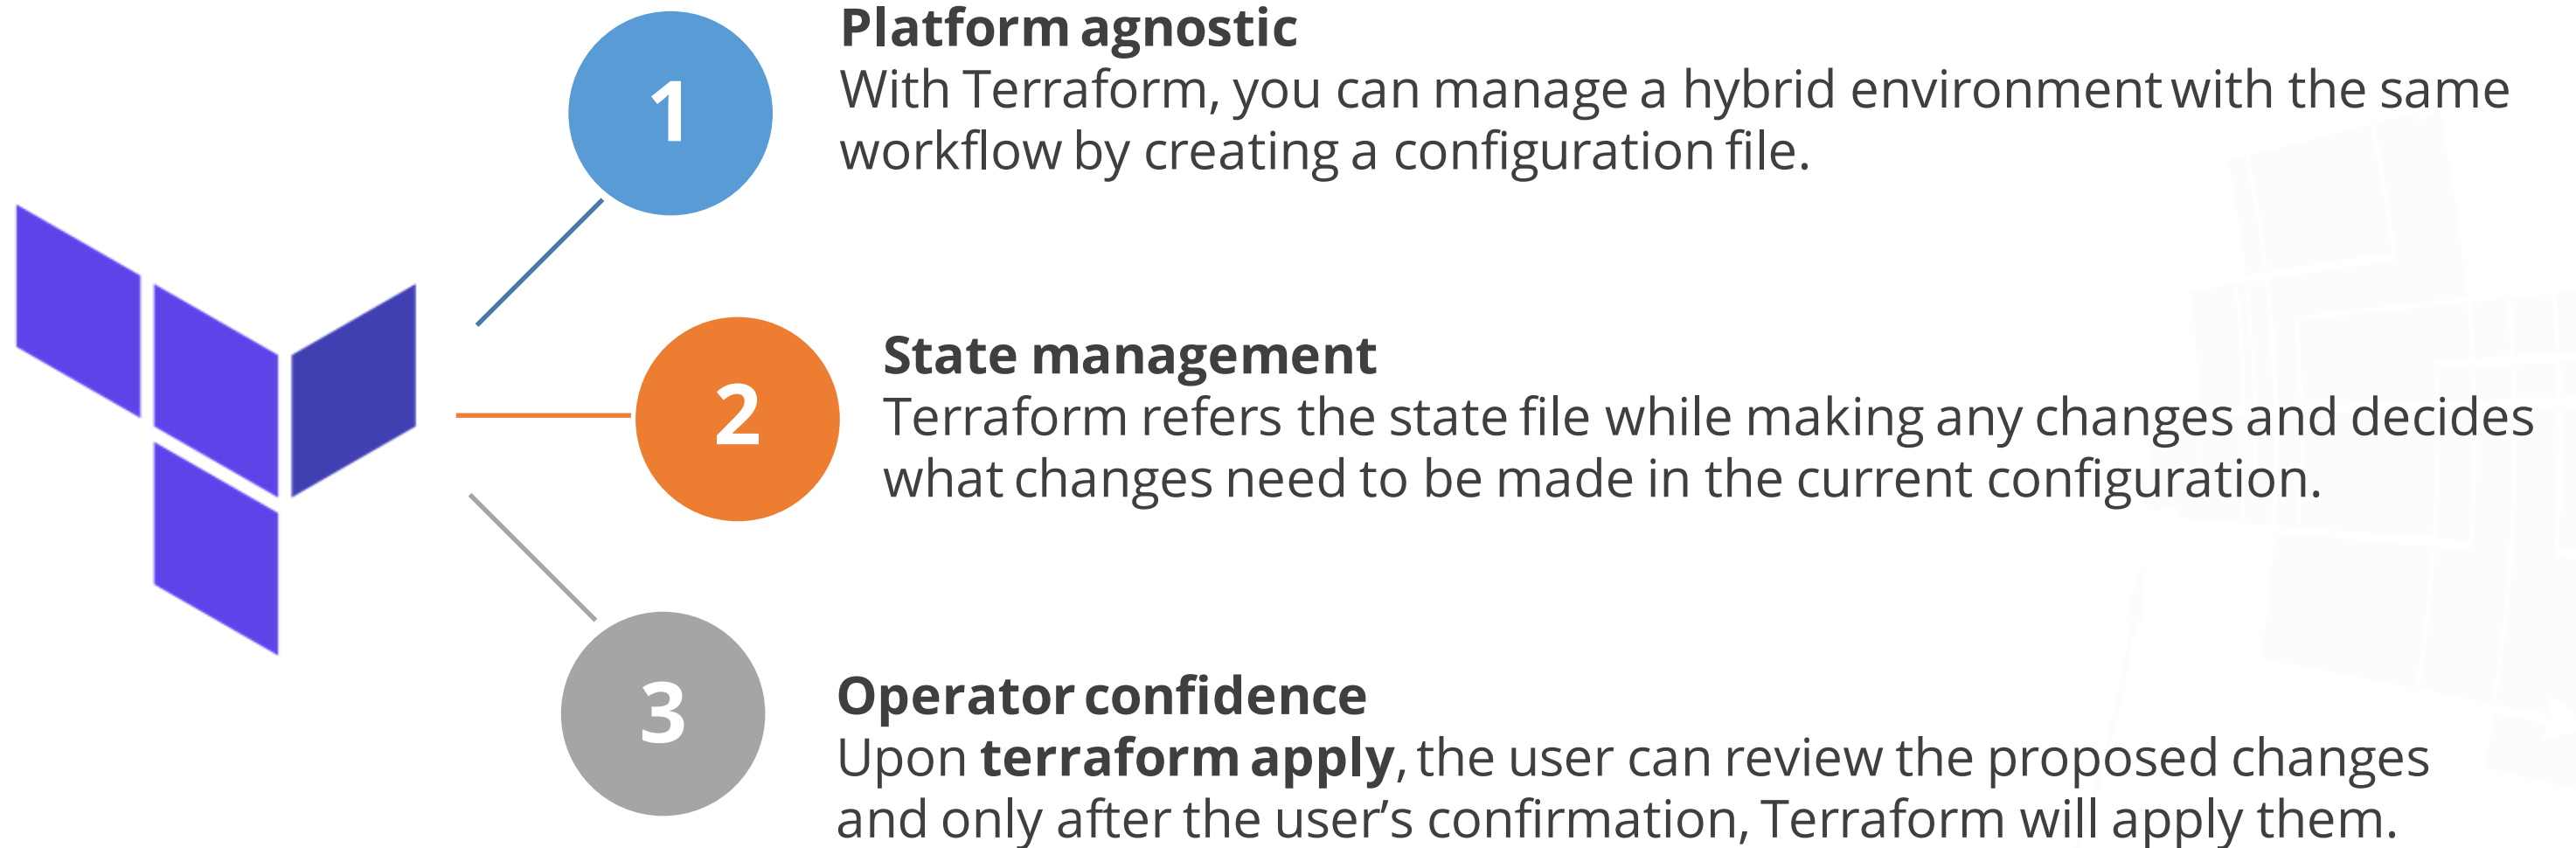 1
Platform agnostic
With Terraform, you can manage a hybrid environment with the same
workflow by creating a configuration file.
2
State management
Terraform refers the state file while making any changes and decides
what changes need to be made in the current configuration.
3
Operator confidence
Upon terraform apply, the user can review the proposed changes
and only after the user’s confirmation, Terraform will apply them.